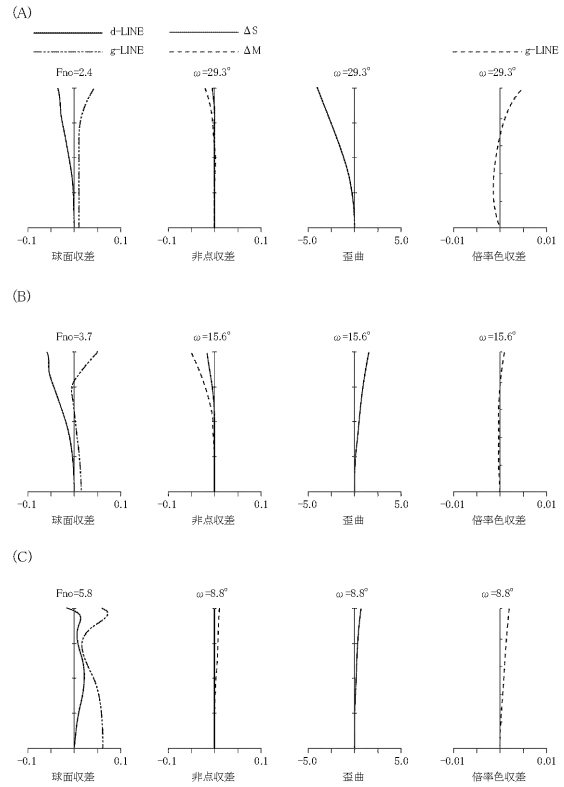 (A)
d-LINE ΔS
g-LINE ΔM g-LINE
Fno=2.4 ω=29.3° ω=29.3° ω=29.3°
-0.1 0.1 -0.1 0.1 -5.0 5.0 -0.01 0.01
球面収差 非点収差 歪曲 倍率色収差
(B)
Fno=3.7 ω=15.6° ω=15.6° ω=15.6°
-0.1 0.1 -0.1 0.1 -5.0 5.0 -0.01 0.01
球面収差 非点収差 歪曲 倍率色収差
(C)
Fno=5.8 ω=8.8° ω=8.8° ω=8.8°
-0.1 0.1 -0.1 0.1 -5.0 5.0 -0.01 0.01
球面収差 非点収差 歪曲 倍率色収差